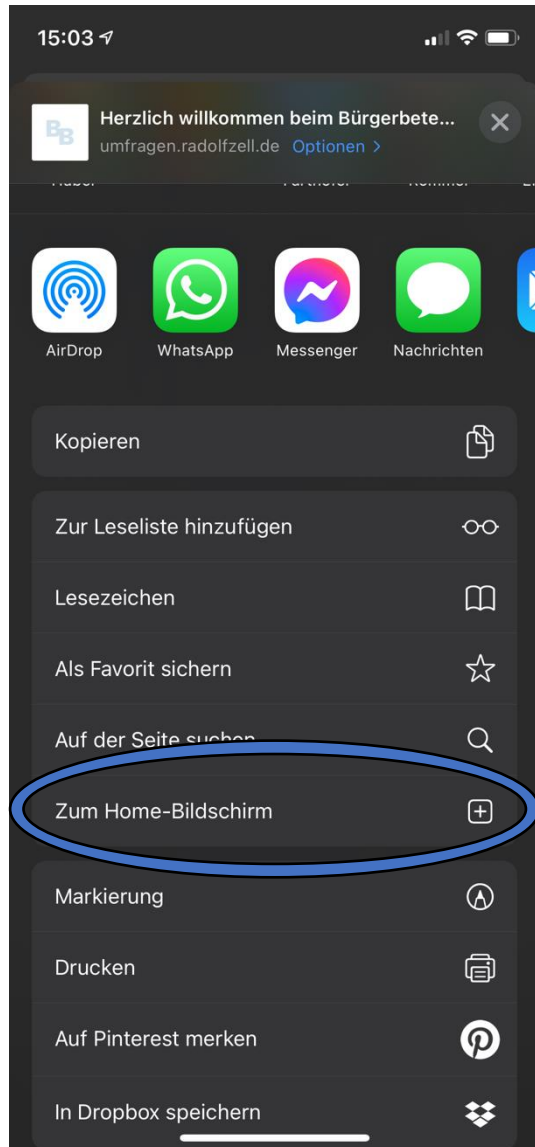 15:03
BB
Herzlich willkommen beim Bürgerbete...
umfragen.radolfzell.de Optionen >
AirDrop WhatsApp Messenger Nachrichten
Kopieren
Zur Leseliste hinzufügen
Lesezeichen
Als Favorit sichern
Auf der Seite suchen
Zum Home-Bildschirm
Markierung
Drucken
Auf Pinterest merken
In Dropbox speichern